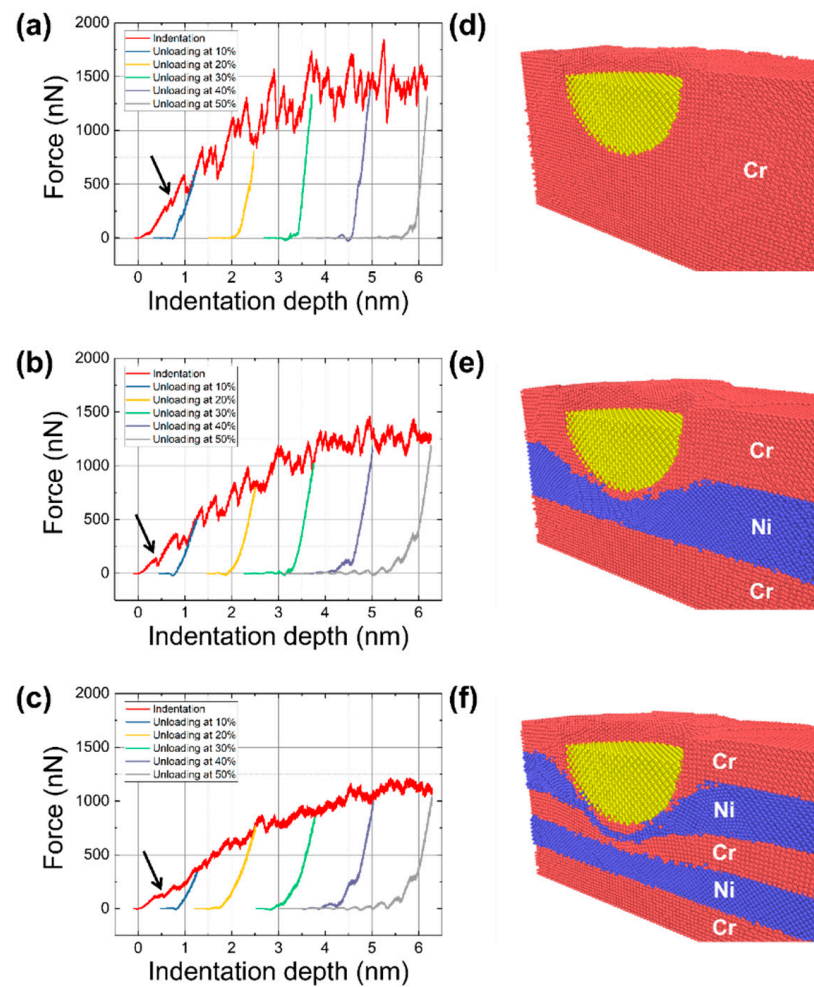 (a)
2000
1500
1000
500
0
Force (nN)
Indentation
Unloading at 10%
Unloading at 20%
Unloading at 30%
Unloading at 40%
Unloading at 50%
0 1 2 3 4 5 6
Indentation depth (nm)
(d)
Cr
(b)
2000
1500
1000
500
0
Force (nN)
Indentation
Unloading at 10%
Unloading at 20%
Unloading at 30%
Unloading at 40%
Unloading at 50%
0 1 2 3 4 5 6
Indentation depth (nm)
(e)
Cr
Ni
Cr
(c)
2000
1500
1000
500
0
Force (nN)
Indentation
Unloading at 10%
Unloading at 20%
Unloading at 30%
Unloading at 40%
Unloading at 50%
0 1 2 3 4 5 6
Indentation depth (nm)
(f)
Cr
Ni
Cr
Ni
Cr